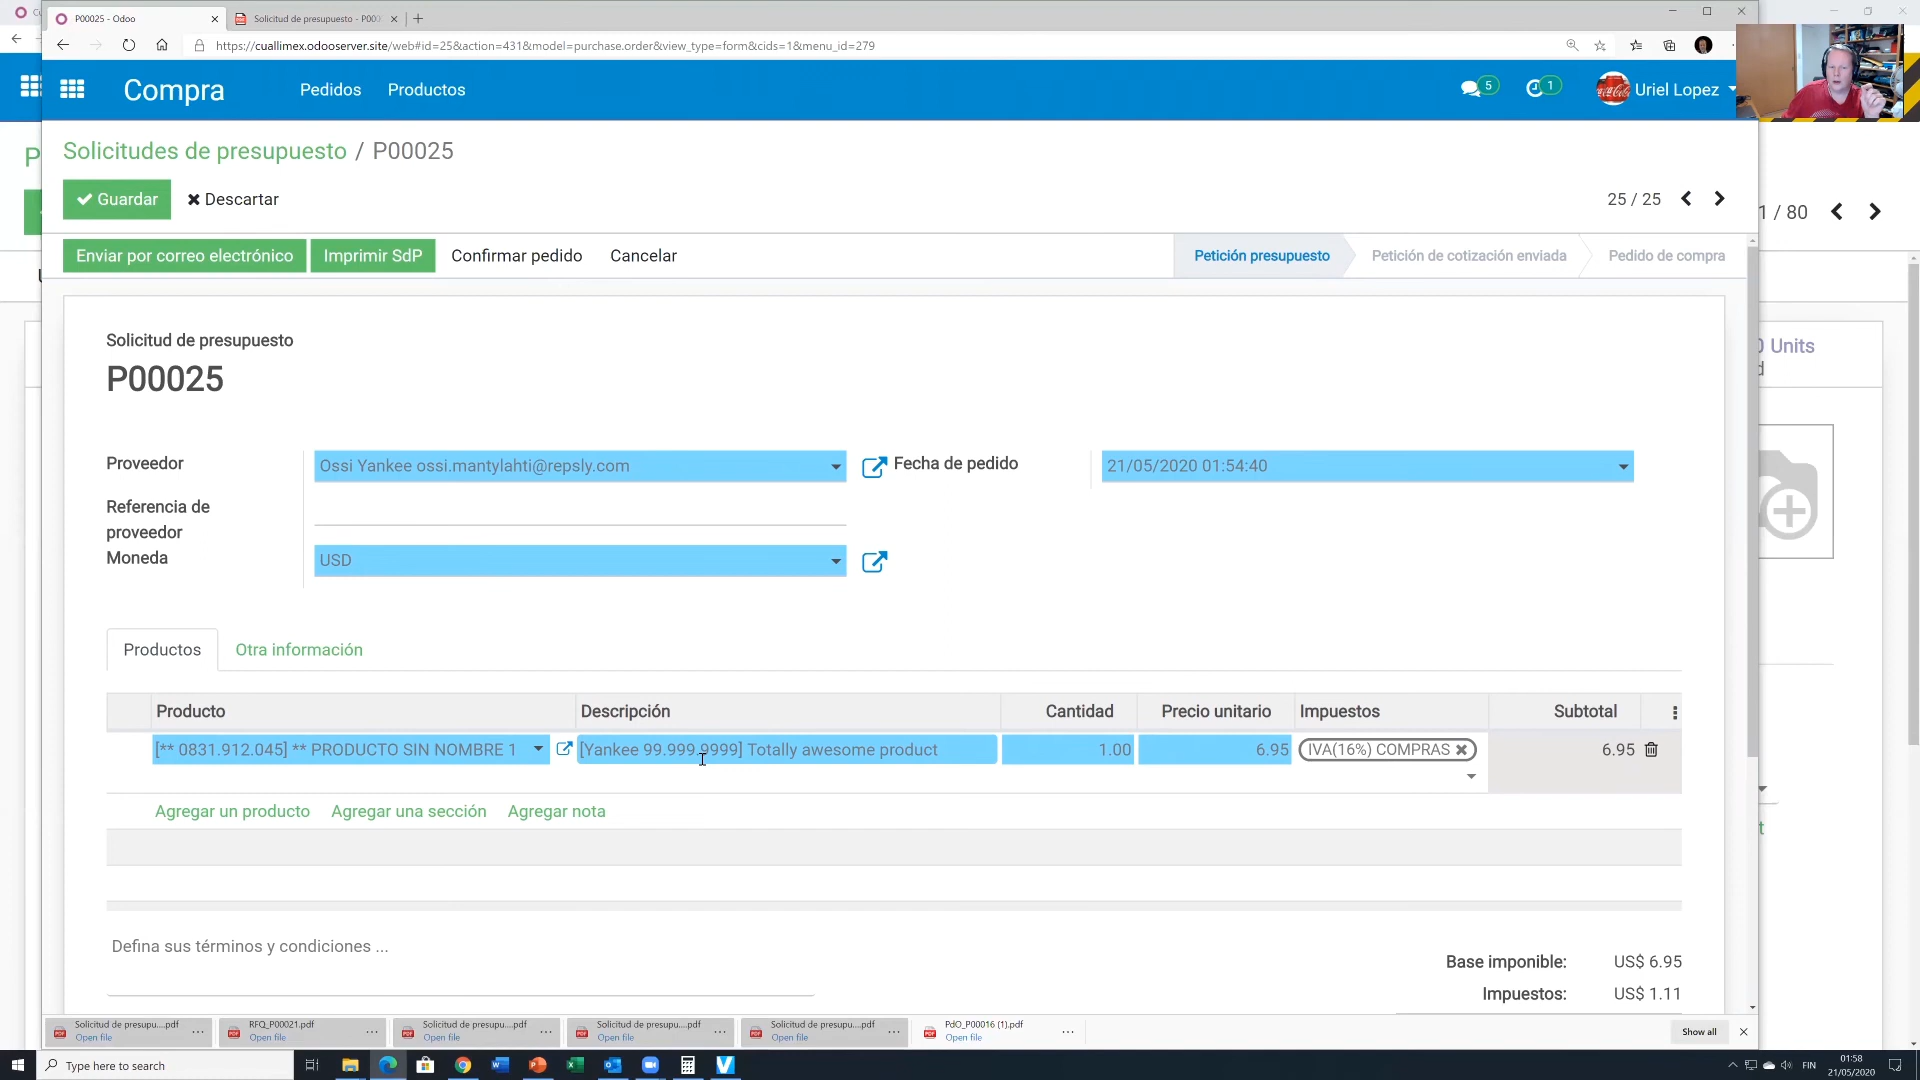 P00025 - Odoo
Solicitud de presupuesto - P000
https://cuallimex.odooserver.site/web#id=25&action=431&model=purchase.order&view_type=form&cids=1&menu_id=279
Compra
Pedidos
Productos
5
1
Uriel Lopez
Solicitudes de presupuesto / P00025
Guardar
Descartar
25 / 25
1 / 80
Enviar por correo electrónico
Imprimir SdP
Confirmar pedido
Cancelar
Petición presupuesto
Petición de cotización enviada
Pedido de compra
Solicitud de presupuesto
P00025
Units
Proveedor
Ossi Yankee ossi.mantylahti@repsly.com
Fecha de pedido
21/05/2020 01:54:40
Referencia de
proveedor
Moneda
USD
Productos
Otra información
Producto
Descripción
Cantidad
Precio unitario
Impuestos
Subtotal
[** 0831.912.045] ** PRODUCTO SIN NOMBRE 1
[Yankee 99.999.9999] Totally awesome product
1.00
6.95
IVA(16%) COMPRAS
6.95
Agregar un producto
Agregar una sección
Agregar nota
Defina sus términos y condiciones ...
Base imponible:
US$ 6.95
Impuestos:
US$ 1.11
Solicitud de presupu....pdf
Open file
RFQ_P00021.pdf
Open file
Solicitud de presupu....pdf
Open file
Solicitud de presupu....pdf
Open file
Solicitud de presupu....pdf
Open file
PdO_P00016 (1).pdf
Open file
Show all
Type here to search
FIN
01:58
21/05/2020